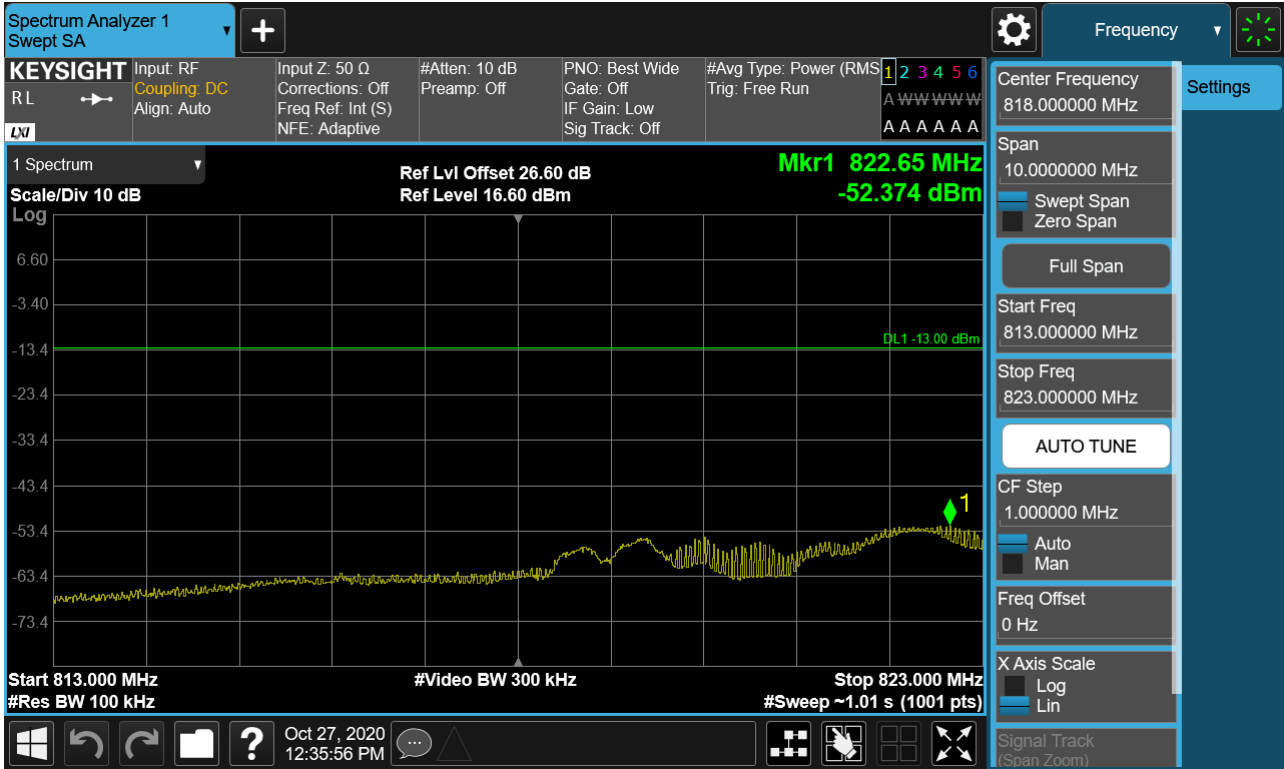 Spectrum Analyzer 1
Swept SA
Frequency
KEYSIGHT
R L
LXI
Input: RF
Coupling: DC
Align: Auto
Input Z: 50 Ω
Corrections: Off
Freq Ref: Int (S)
NFE: Adaptive
#Atten: 10 dB
Preamp: Off
PNO: Best Wide
Gate: Off
IF Gain: Low
Sig Track: Off
#Avg Type: Power (RMS
Trig: Free Run
1 2 3 4 5 6
A W W W W W
A A A A A A
1 Spectrum
Scale/Div 10 dB
Log
Ref Lvl Offset 26.60 dB
Ref Level 16.60 dBm
Mkr1 822.65 MHz
-52.374 dBm
6.60
-3.40
DL1 -13.00 dBm
-13.4
-23.4
-33.4
-43.4
1
-53.4
-63.4
-73.4
Start 813.000 MHz
#Res BW 100 kHz
#Video BW 300 kHz
Stop 823.000 MHz
#Sweep ~1.01 s (1001 pts)
Center Frequency
818.000000 MHz
Span
10.0000000 MHz
Swept Span
Zero Span
Full Span
Start Freq
813.000000 MHz
Stop Freq
823.000000 MHz
AUTO TUNE
CF Step
1.000000 MHz
Auto
Man
Freq Offset
0 Hz
X Axis Scale
Log
Lin
Signal Track
(Span Zoom)
Settings
?
Oct 27, 2020
12:35:56 PM